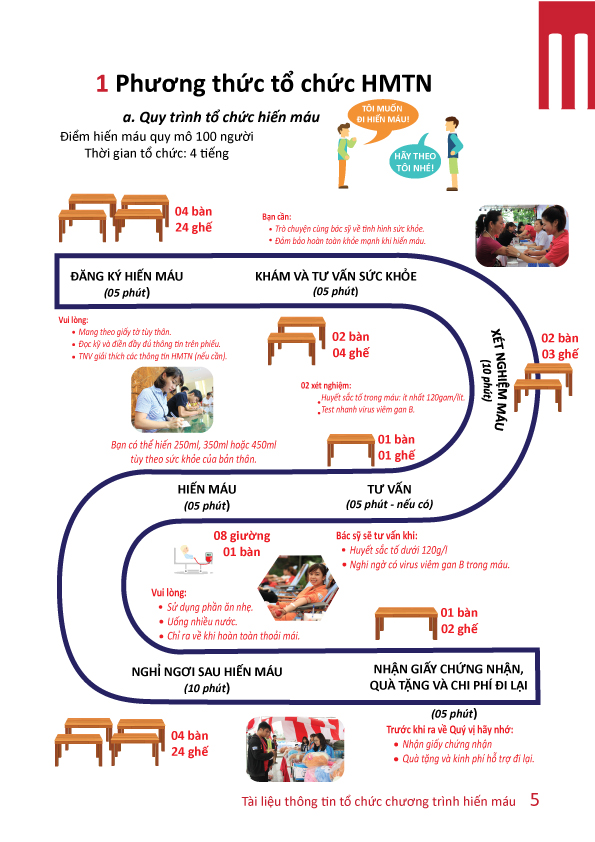 1 Phương thức tổ chức HMTN
a. Quy trình tổ chức hiến máu
Điểm hiến máu quy mô 100 người
Thời gian tổ chức: 4 tiếng
TÔI MUỐN
ĐI HIẾN MÁU!
HÃY THEO
TÔI NHÉ!
04 bàn
24 ghế
Bạn cần:
• Trò chuyện cùng bác sỹ về tình hình sức khỏe.
• Đảm bảo hoàn toàn khỏe mạnh khi hiến máu.
ĐĂNG KÝ HIẾN MÁU
(05 phút)
KHÁM VÀ TƯ VẤN SỨC KHỎE
(05 phút)
Vui lòng:
• Mang theo giấy tờ tùy thân.
• Đọc kỹ và điền đầy đủ thông tin trên phiếu.
• TNV giải thích các thông tin HMTN (nếu cần).
02 bàn
04 ghế
XÉT NGHIỆM MÁU
(10 phút)
02 bàn
03 ghế
02 xét nghiệm:
• Huyết sắc tố trong máu: ít nhất 120gam/lít.
• Test nhanh virus viêm gan B.
Bạn có thể hiến 250ml, 350ml hoặc 450ml
tùy theo sức khỏe của bản thân.
01 bàn
01 ghế
HIẾN MÁU
(05 phút)
TƯ VẤN
(05 phút - nếu có)
08 giường
01 bàn
Bác sỹ sẽ tư vấn khi:
• Huyết sắc tố dưới 120g/l
• Nghi ngờ có virus viêm gan B trong máu.
Vui lòng:
• Sử dụng phần ăn nhẹ.
• Uống nhiều nước.
• Chỉ ra về khi hoàn toàn thoải mái.
01 bàn
02 ghế
NGHỈ NGƠI SAU HIẾN MÁU
(10 phút)
NHẬN GIẤY CHỨNG NHẬN,
QUÀ TẶNG VÀ CHI PHÍ ĐI LẠI
(05 phút)
04 bàn
24 ghế
Trước khi ra về Quý vị hãy nhớ:
• Nhận giấy chứng nhận
• Quà tặng và kinh phí hỗ trợ đi lại.
Tài liệu thông tin tổ chức chương trình hiến máu 5